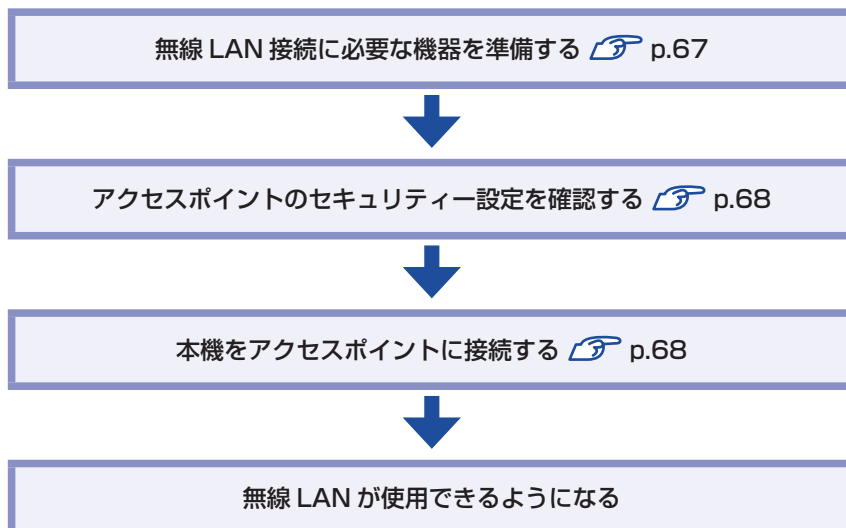 無線 LAN 接続に必要な機器を準備する p.67
アクセスポイントのセキュリティー設定を確認する p.68
本機をアクセスポイントに接続する p.68
無線 LAN が使用できるようになる